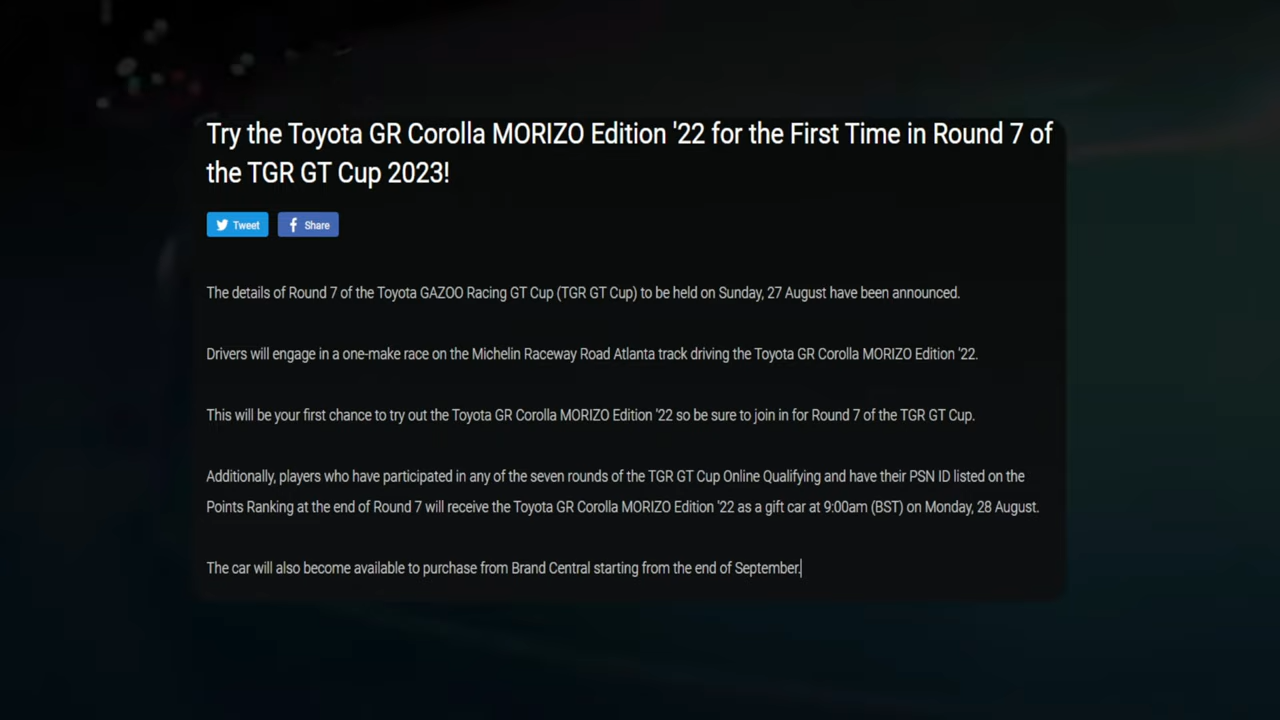 Try the Toyota GR Corolla MORIZO Edition '22 for the First Time in Round 7 of
the TGR GT Cup 2023!
Tweet Share
The details of Round 7 of the Toyota GAZOO Racing GT Cup (TGR GT Cup) to be held on Sunday, 27 August have been announced.
Drivers will engage in a one-make race on the Michelin Raceway Road Atlanta track driving the Toyota GR Corolla MORIZO Edition '22.
This will be your first chance to try out the Toyota GR Corolla MORIZO Edition '22 so be sure to join in for Round 7 of the TGR GT Cup.
Additionally, players who have participated in any of the seven rounds of the TGR GT Cup Online Qualifying and have their PSN ID listed on the
Points Ranking at the end of Round 7 will receive the Toyota GR Corolla MORIZO Edition '22 as a gift car at 9:00am (BST) on Monday, 28 August.
The car will also become available to purchase from Brand Central starting from the end of September.